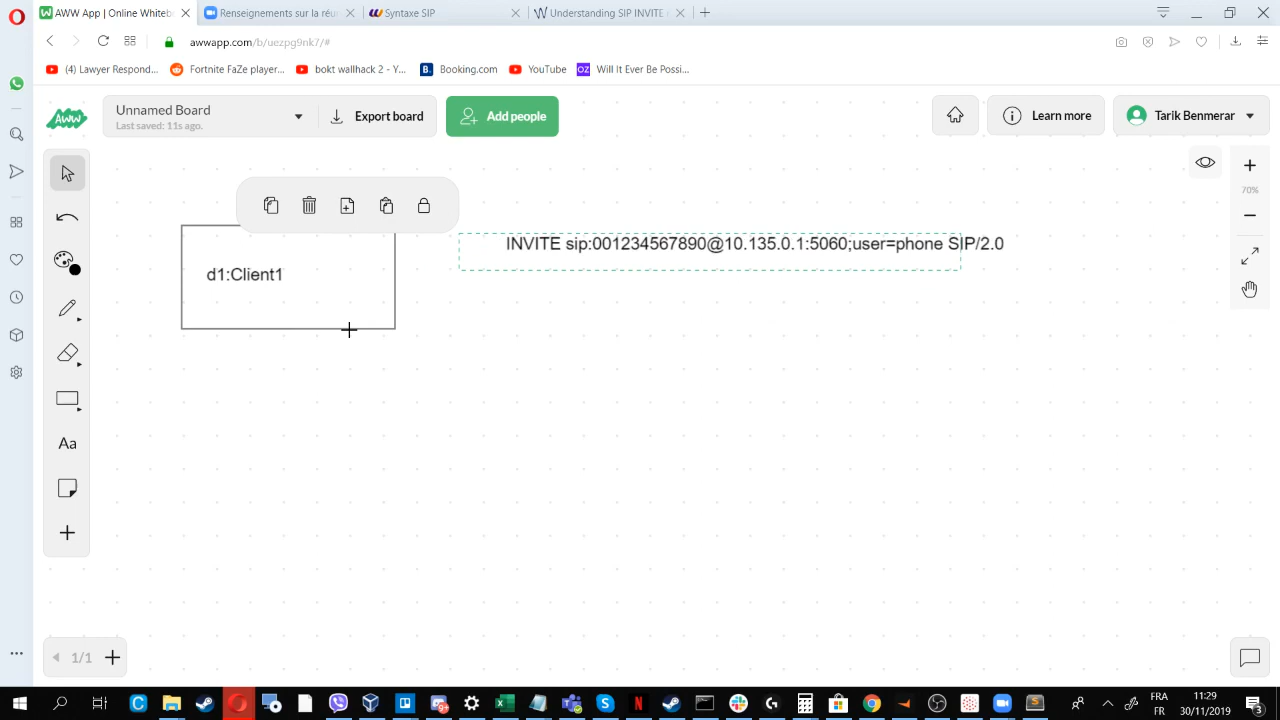 AWW App | Online Whiteb
Renseignements sur la réu
Syntaxe SIP
Understanding SIP INVITE
awwapp.com/b/uezpg9nk7/#
(4) Lawyer Respond...
Fortnite FaZe player...
bokt wallhack 2 - Y...
B.
Booking.com
YouTube
OZ
Will It Ever Be Possi...
AWW
Unnamed Board
Last saved: 11s ago.
Export board
Add people
Learn more
Tarik Benmerar
70%
INVITE sip:001234567890@10.135.0.1:5060;user=phone SIP/2.0
d1:Client1
Aa
1/1
FRA
FR
11:29
30/11/2019
3